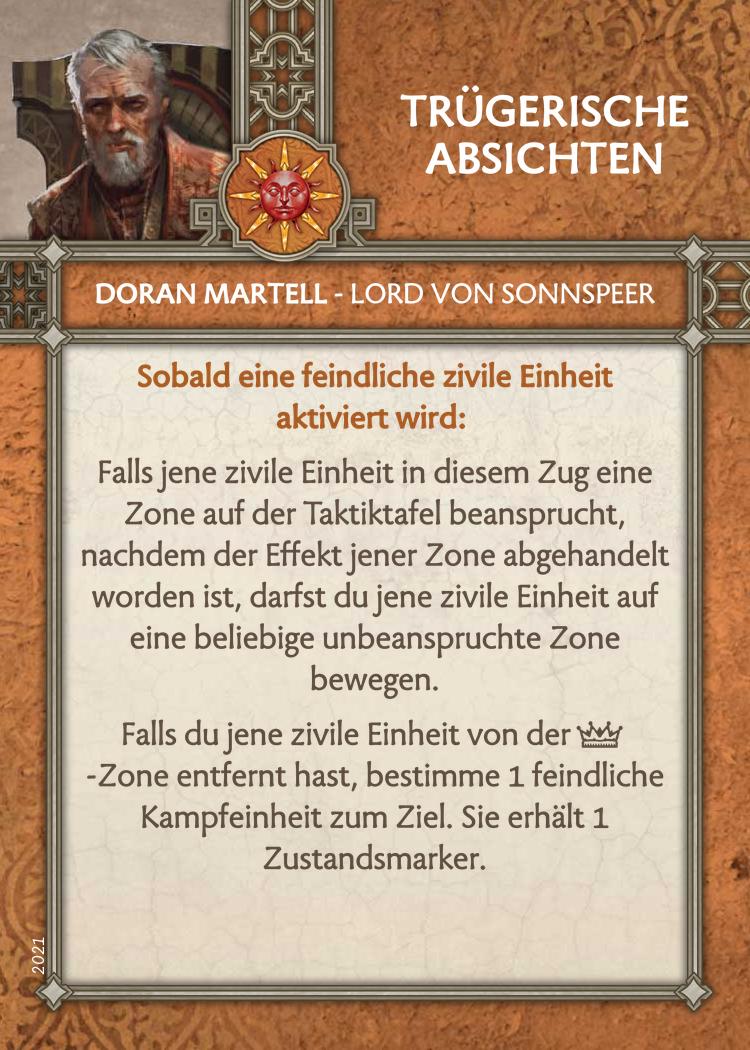 TRÜGERISCHE
ABSICHTEN
DORAN MARTELL - LORD VON SONNSPEER
Sobald eine feindliche zivile Einheit
aktiviert wird:
Falls jene zivile Einheit in diesem Zug eine
Zone auf der Taktiktafel beansprucht,
nachdem der Effekt jener Zone abgehandelt
worden ist, darfst du jene zivile Einheit auf
eine beliebige unbeanspruchte Zone
bewegen.
Falls du jene zivile Einheit von der
-Zone entfernt hast, bestimme 1 feindliche
Kampfeinheit zum Ziel. Sie erhält 1
Zustandsmarker.
2021